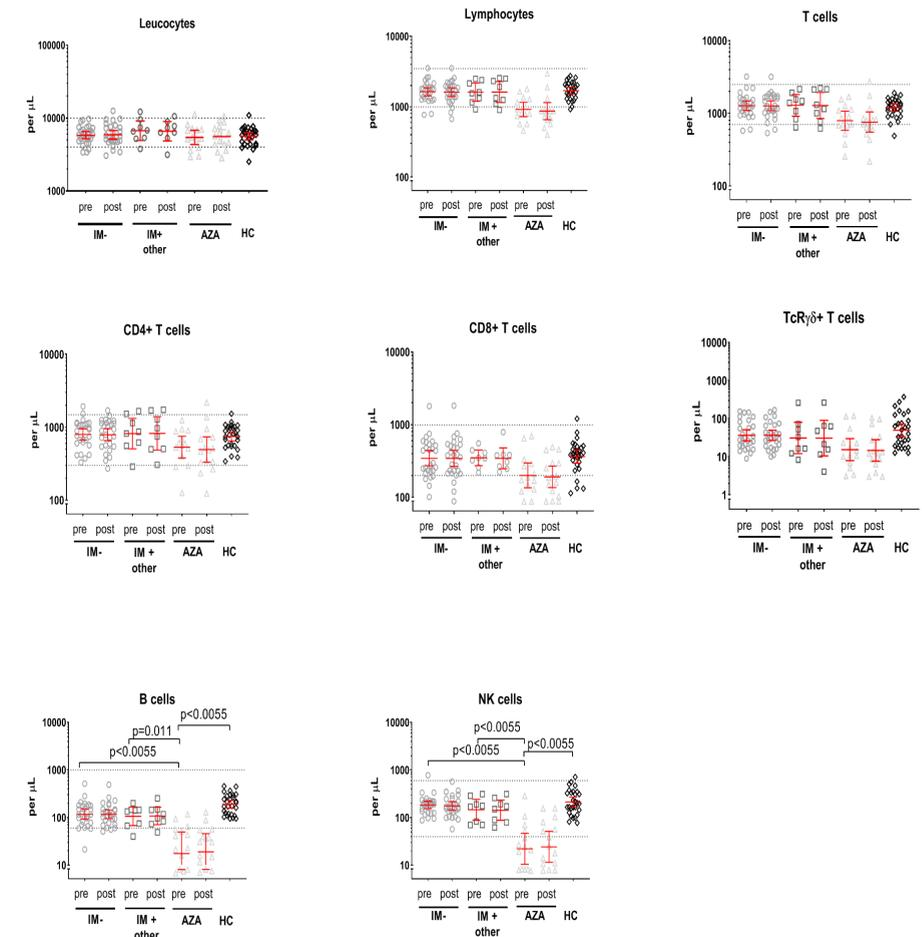 Leucocytes
100000
10000
1000
per μL
pre post pre post pre post
IM- IM+ AZA HC
other
Lymphocytes
10000
1000
100
per μL
pre post pre post pre post
IM- IM + AZA HC
other
T cells
10000
1000
100
per μL
pre post pre post pre post
IM- IM + AZA HC
other
CD4+ T cells
10000
1000
100
per μL
pre post pre post pre post
IM- IM + AZA HC
other
CD8+ T cells
10000
1000
100
per μL
pre post pre post pre post
IM- IM + AZA HC
other
TcRγδ+ T cells
10000
1000
100
10
1
per μL
pre post pre post pre post
IM- IM + AZA HC
other
B cells
p<0.0055
p=0.011
p<0.0055
10000
1000
100
10
per μL
pre post pre post pre post
IM- IM + AZA HC
other
NK cells
p<0.0055
p<0.0055 p<0.0055
10000
1000
100
10
per μL
pre post pre post pre post
IM- IM + AZA HC
other